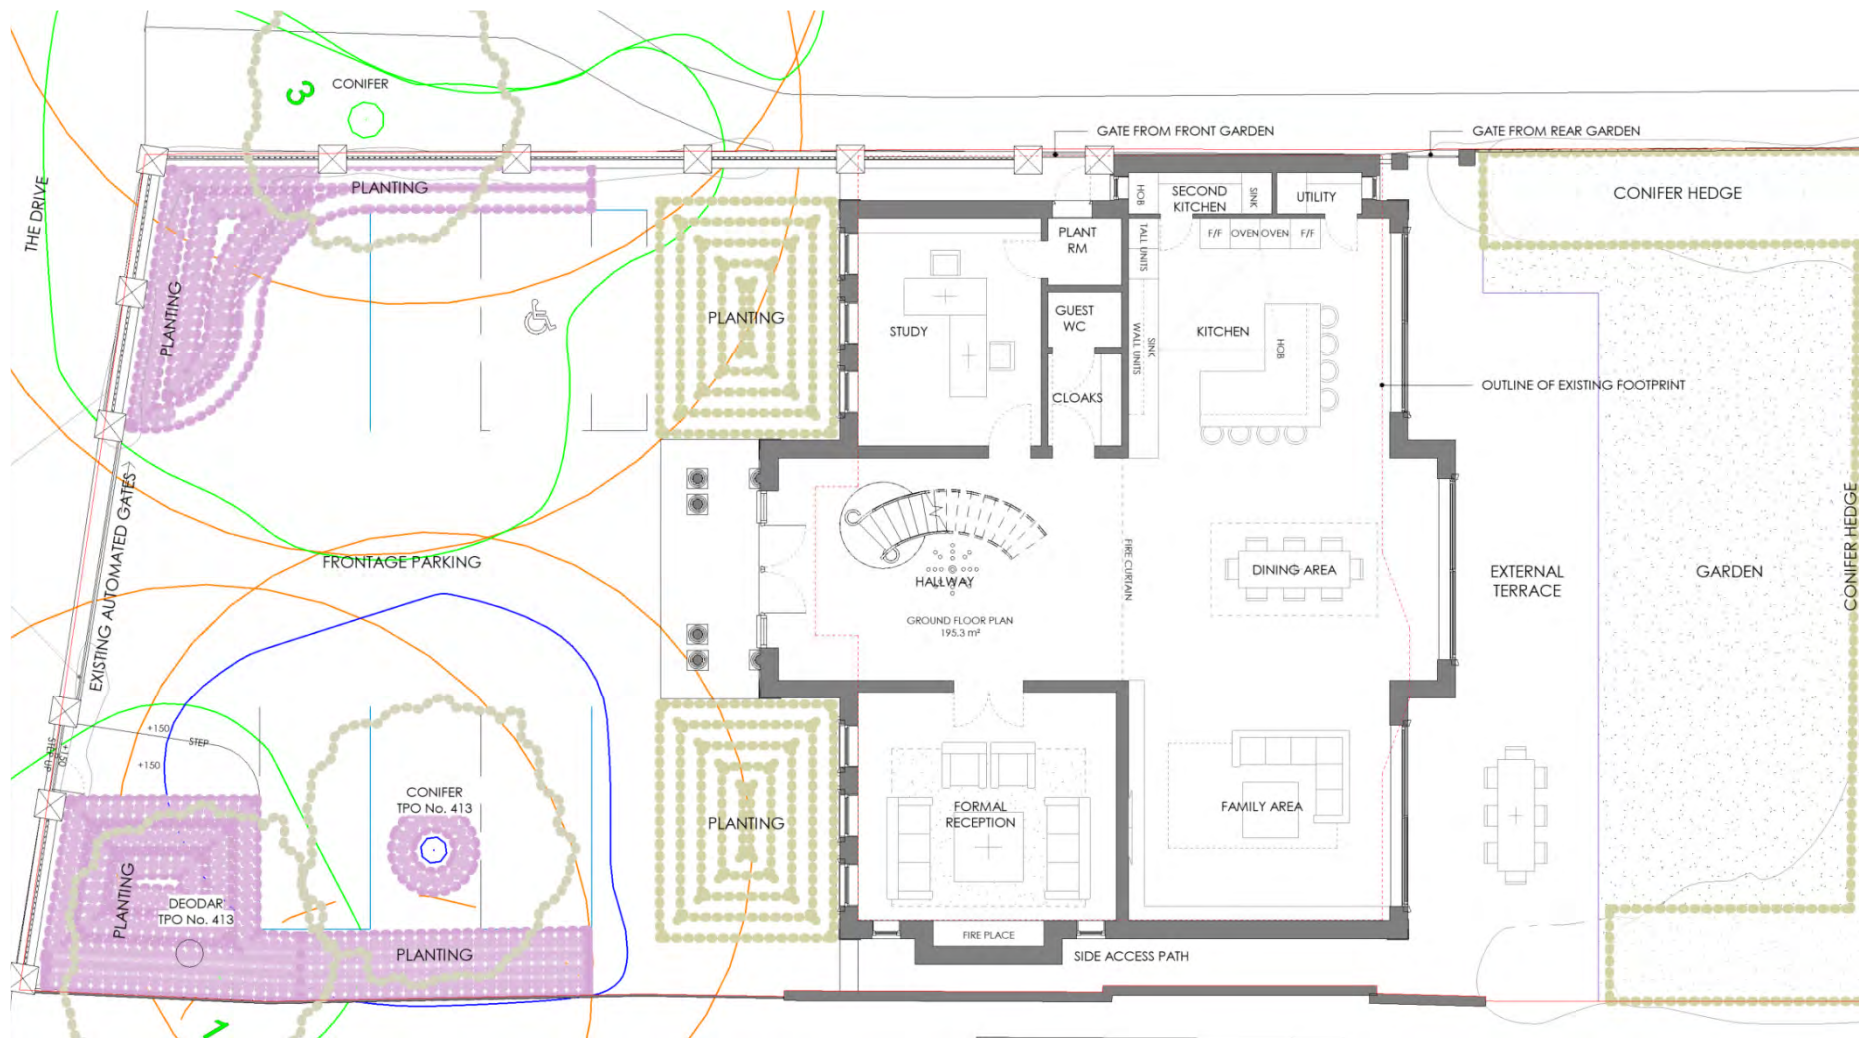 3
CONIFER
THE DRIVE
GATE FROM FRONT GARDEN
GATE FROM REAR GARDEN
PLANTING
PLANTING
PLANTING
HOB
SECOND
KITCHEN
SINK
UTILITY
CONIFER HEDGE
TALL UNITS
F/F
OVEN
OVEN
F/F
PLANT
RM
STUDY
GUEST
WC
SINK
WALL UNITS
KITCHEN
HOB
CLOAKS
OUTLINE OF EXISTING FOOTPRINT
EXISTING AUTOMATED GATES
FRONTAGE PARKING
HALLWAY
GROUND FLOOR PLAN
195.3 m²
FIRE CURTAIN
DINING AREA
EXTERNAL
TERRACE
GARDEN
CONIFER HEDGE
+150
STEP
+150
+150
STEP UP
CONIFER
TPO No. 413
PLANTING
DEODAR
TPO No. 413
PLANTING
PLANTING
FORMAL
RECEPTION
FAMILY AREA
FIRE PLACE
SIDE ACCESS PATH
1